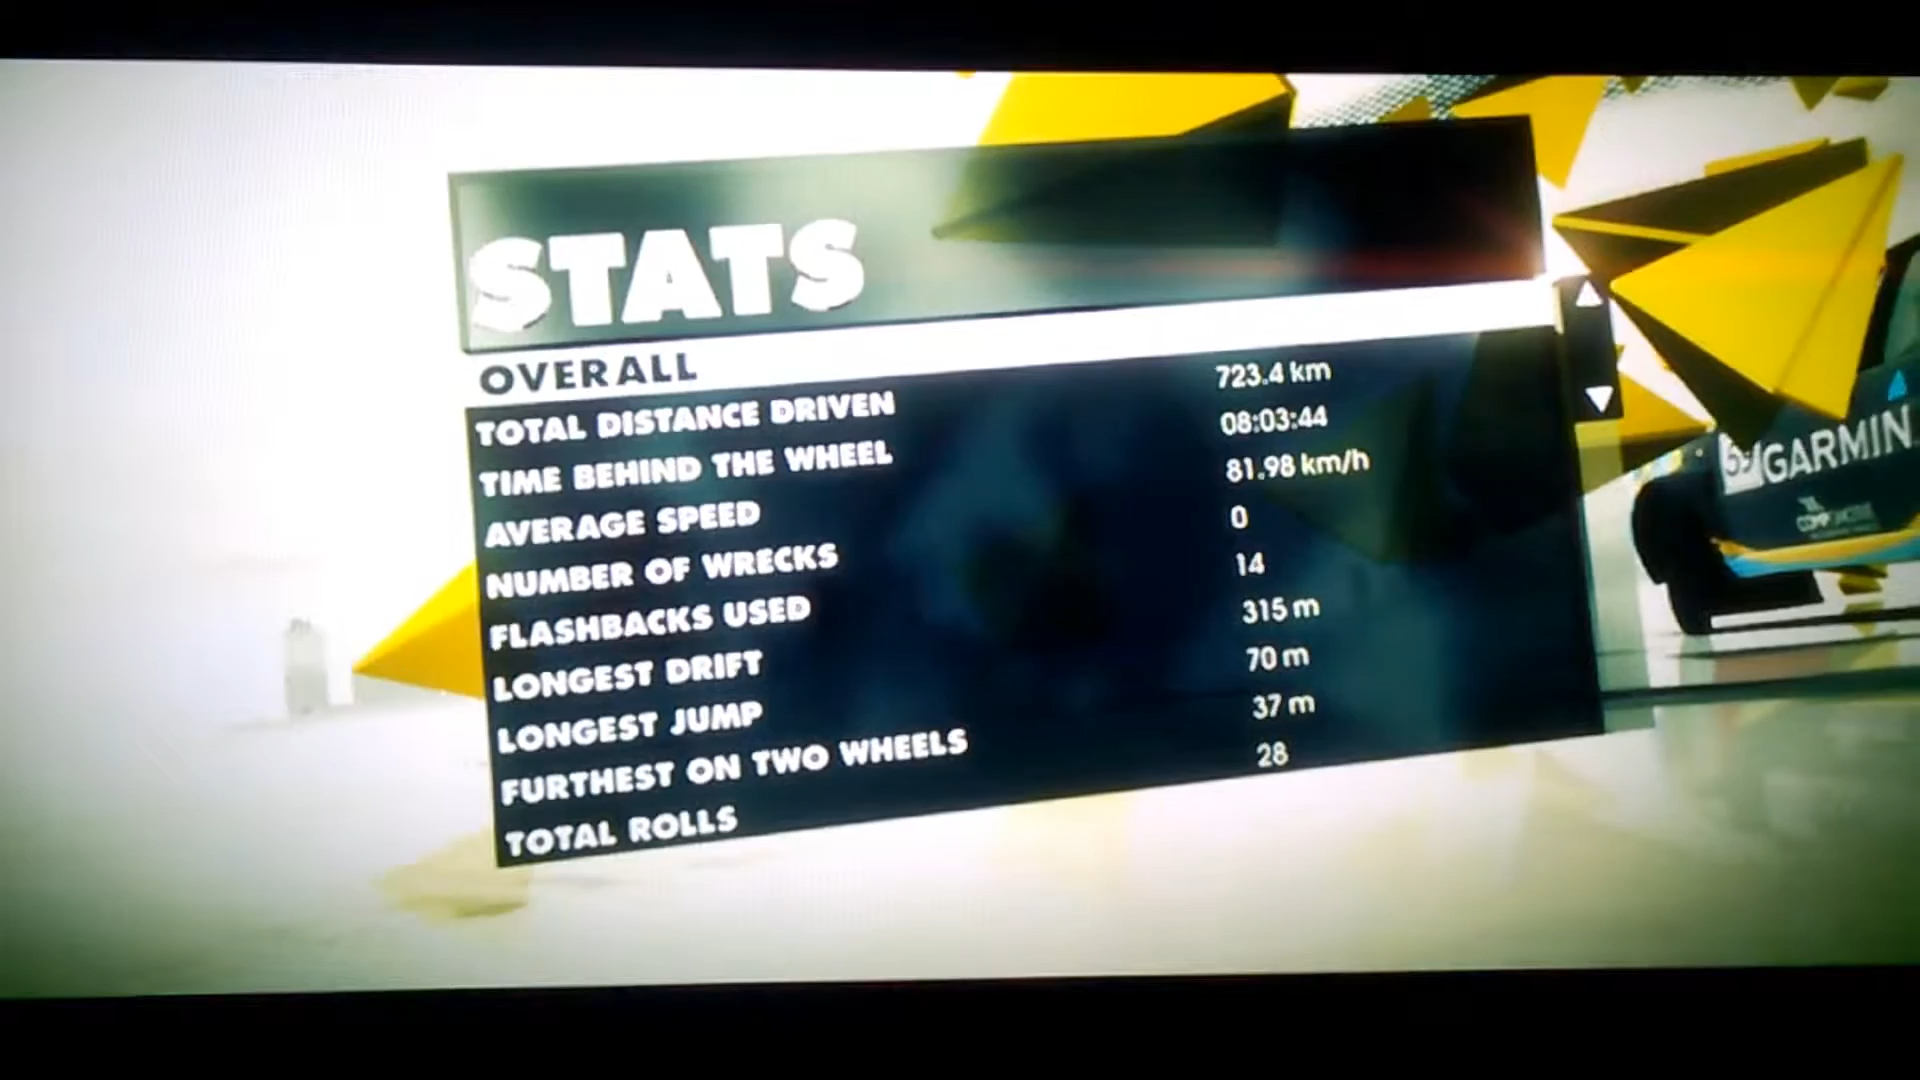 STATS
OVERALL
TOTAL DISTANCE DRIVEN 723.4 km
TIME BEHIND THE WHEEL 08:03:44
AVERAGE SPEED 81.98 km/h
NUMBER OF WRECKS 0
FLASHBACKS USED 14
LONGEST DRIFT 315 m
LONGEST JUMP 70 m
FURTHEST ON TWO WHEELS 37 m
TOTAL ROLLS 28
GARMIN